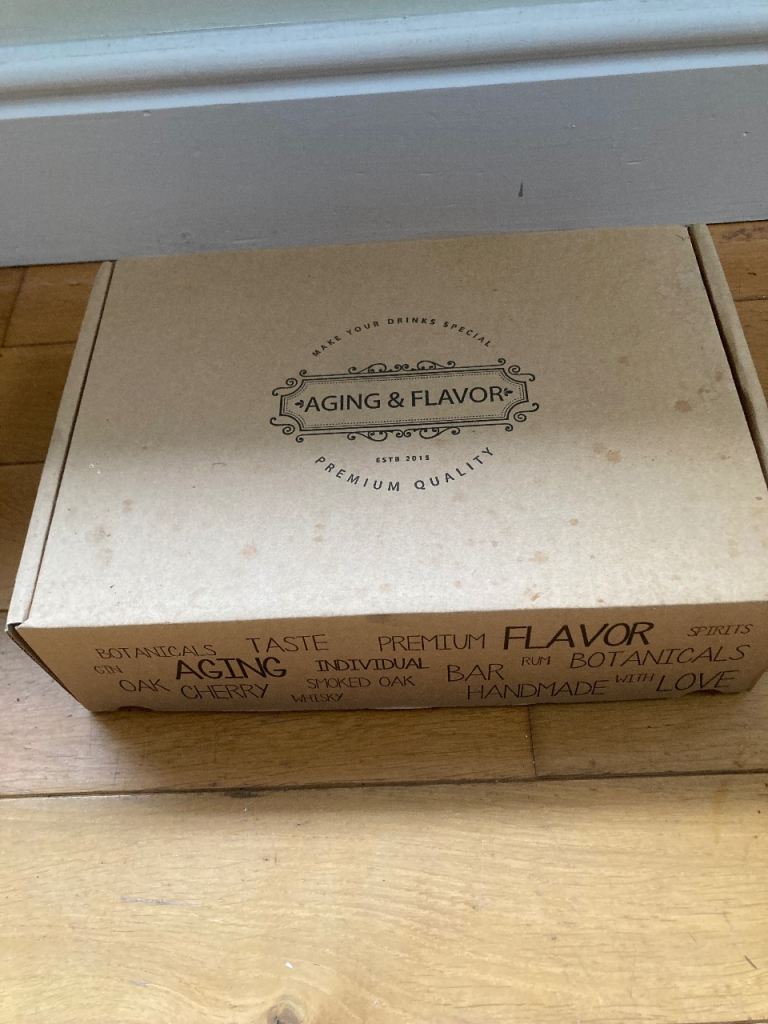 MAKE YOUR DRINKS SPECIAL
AGING & FLAVOR
ESTB 2015
PREMIUM QUALITY
BOTANICALS TASTE PREMIUM FLAVOR SPIRITS
GIN AGING INDIVIDUAL BAR RUM BOTANICALS
OAK CHERRY WHISKY SMOKED OAK HANDMADE WITH LOVE